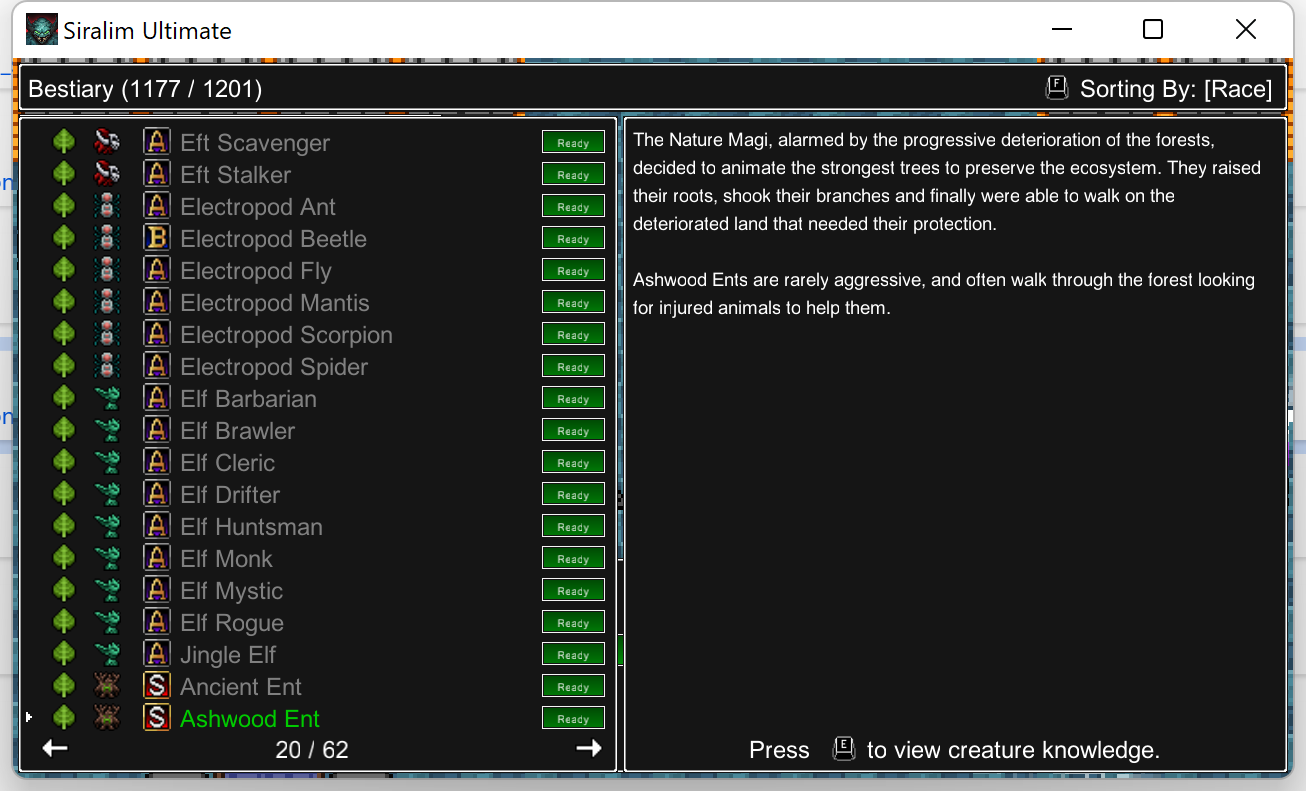 Siralim Ultimate
Bestiary (1177 / 1201)
F Sorting By: [Race]
A Eft Scavenger Ready
A Eft Stalker Ready
A Electropod Ant Ready
B Electropod Beetle Ready
A Electropod Fly Ready
A Electropod Mantis Ready
A Electropod Scorpion Ready
A Electropod Spider Ready
A Elf Barbarian Ready
A Elf Brawler Ready
A Elf Cleric Ready
A Elf Drifter Ready
A Elf Huntsman Ready
A Elf Monk Ready
A Elf Mystic Ready
A Elf Rogue Ready
A Jingle Elf Ready
S Ancient Ent Ready
S Ashwood Ent Ready
20 / 62
The Nature Magi, alarmed by the progressive deterioration of the forests,
decided to animate the strongest trees to preserve the ecosystem. They raised
their roots, shook their branches and finally were able to walk on the
deteriorated land that needed their protection.
Ashwood Ents are rarely aggressive, and often walk through the forest looking
for injured animals to help them.
Press E to view creature knowledge.